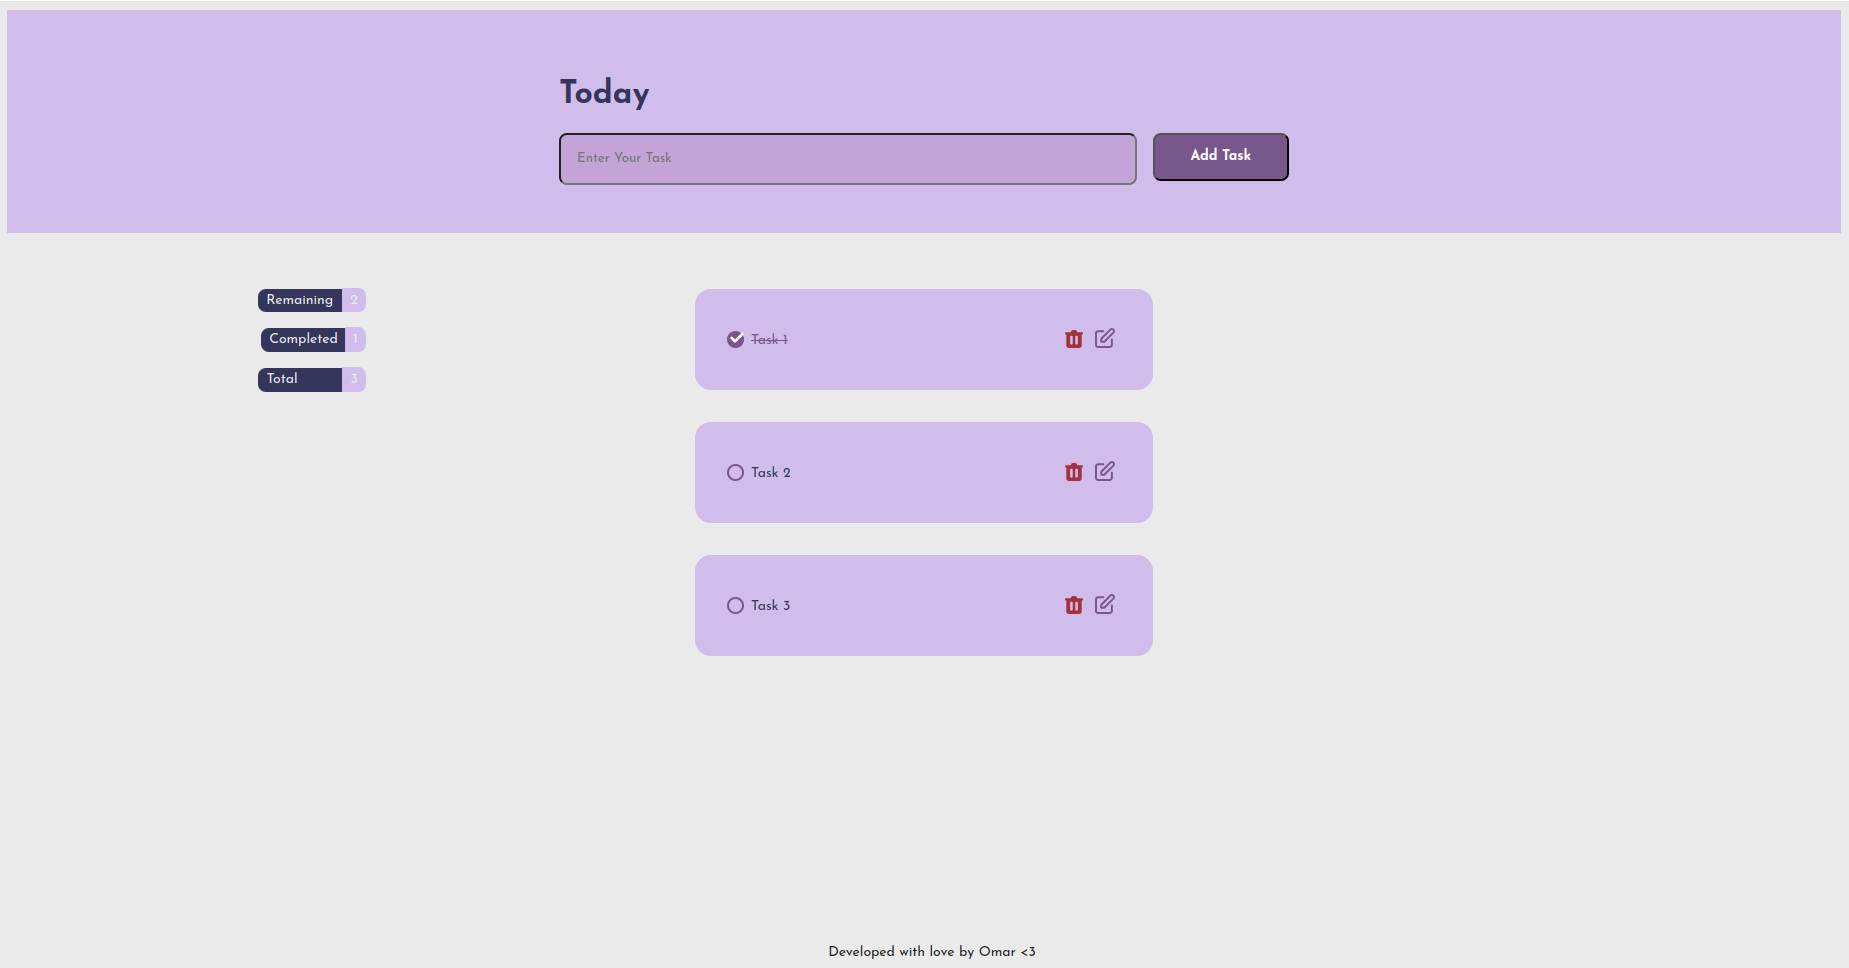 Today
Enter Your Task
Add Task
Remaining 2
Completed 1
Total 3
Task 1
Task 2
Task 3
Developed with love by Omar <3